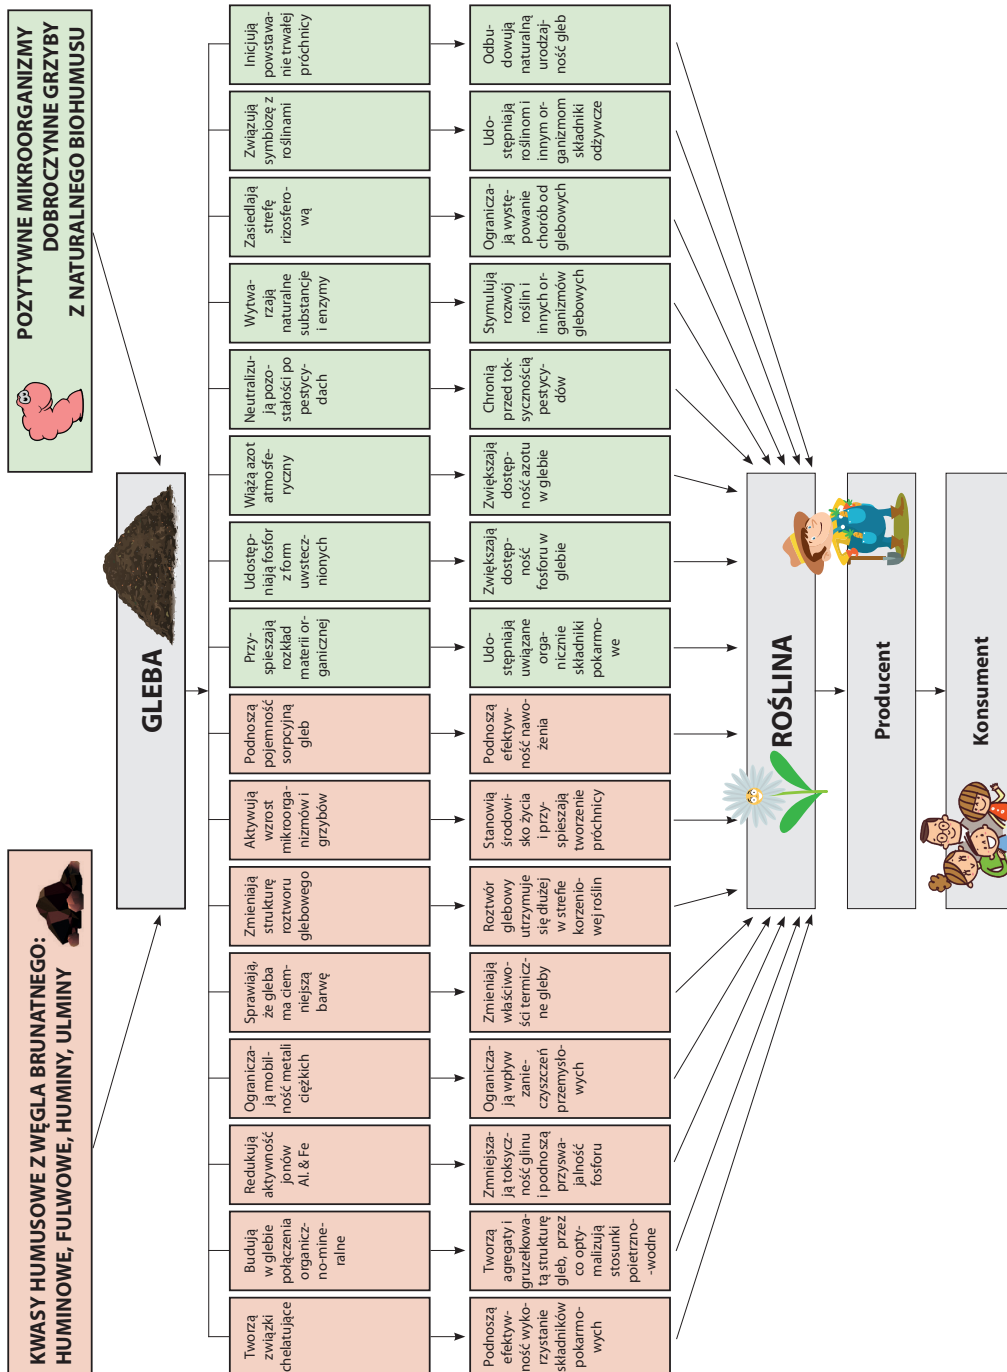 KWASY HUMUSOWE Z WĘGLA BRUNATNEGO:
HUMINOWE, FULWOWE, HUMINY, ULMINY
POZYTYWNE MIKROORGANIZMY
DOBROCZYNNE GRZYBY
Z NATURALNEGO BIOHUMUSU
GLEBA
Tworzą
związki
chelatujące
Budują
w glebie
połączenia
organicz-
no-mine-
ralne
Redukują
aktywność
jonów
Al. & Fe
Ogranicza-
ją mobil-
ność metali
ciężkich
Sprawiają,
że gleba
ma ciem-
niejszą
barwę
Zmieniają
strukturę
roztworu
glebowego
Aktywują
wzrost
mikroorga-
nizmów i
grzybów
Podnoszą
pojemność
sorpcyjną
gleb
Przy-
spieszają
rozkład
materii or-
ganicznej
Udostęp-
niają fosfor
z form
uwstecz-
nionych
Wiążą azot
atmosfe-
ryczny
Neutralizu-
ją pozo-
stałości po
pestycy-
dach
Wytwa-
rzają
naturalne
substancje
i enzymy
Zasiedlają
strefę
rizosfero-
wą
Związują
symbiozę z
roślinami
Inicjują
powstawa-
nie trwałej
próchnicy
Podnoszą
efektyw-
ność wyko-
rzystanie
składników
pokarmo-
wych
Tworzą
agregaty i
gruzełkowa-
tą strukturę
gleb, przez
co opty-
malizują
stosunki
poietrzno-
-wodne
Zmniejsza-
ją toksycz-
ność glinu
i podnoszą
przyswa-
jalność
fosforu
Ogranicza-
ją wpływ
zanie-
czyszczeń
przemysło-
wych
Zmieniają
właściwo-
ści termicz-
ne gleby
Roztwór
glebowy
utrzymuje
się dłużej
w strefie
korzenio-
wej roślin
Stanowią
środowi-
sko życia
i przy-
spieszają
tworzenie
próchnicy
Podnoszą
efektyw-
ność nawo-
żenia
Udo-
stępniają
uwiązane
orga-
nicznie
składniki
pokarmo-
we
Zwiększają
dostęp-
ność
fosforu w
glebie
Zwiększają
dostęp-
ność azotu
w glebie
Chronią
przed tok-
sycznością
pestycy-
dów
Stymulują
rozwój
roślin i
innych or-
ganizmów
glebowych
Ogranicza-
ją wystę-
powanie
chorób od
glebowych
Udo-
stępniają
roślinom i
innym or-
ganizmom
składniki
odżywcze
Odbu-
dowują
naturalną
urodzaj-
ność gleb
ROŚLINA
Producent
Konsument